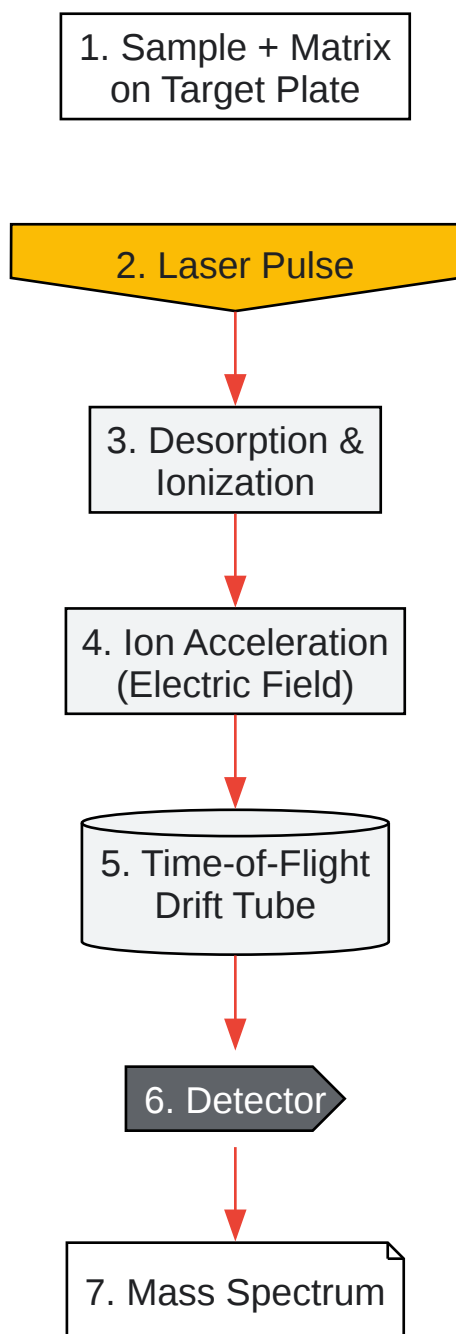 1. Sample + Matrix
on Target Plate
2. Laser Pulse
3. Desorption &
Ionization
4. Ion Acceleration
(Electric Field)
5. Time-of-Flight
Drift Tube
6. Detector
7. Mass Spectrum